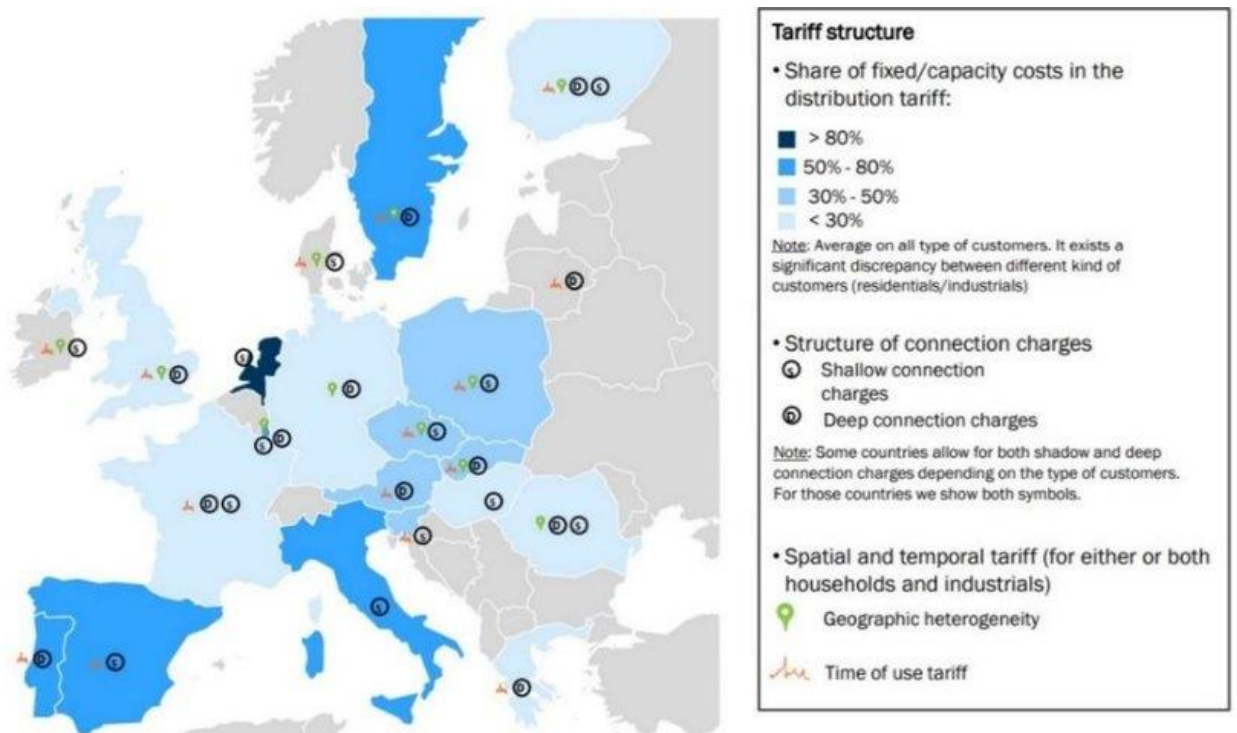 Tariff structure
• Share of fixed/capacity costs in the
distribution tariff:
> 80%
50% - 80%
30% - 50%
< 30%
Note: Average on all type of customers. It exists a
significant discrepancy between different kind of
customers (residentials/industrials)
• Structure of connection charges
S Shallow connection
charges
D Deep connection charges
Note: Some countries allow for both shadow and deep
connection charges depending on the type of customers.
For those countries we show both symbols.
• Spatial and temporal tariff (for either or both
households and industrials)
Geographic heterogeneity
Time of use tariff
D S
D
S
D
S
D
S
D
S
S
D
S D
D
D
D S
S
D S
S
S
D
S
D